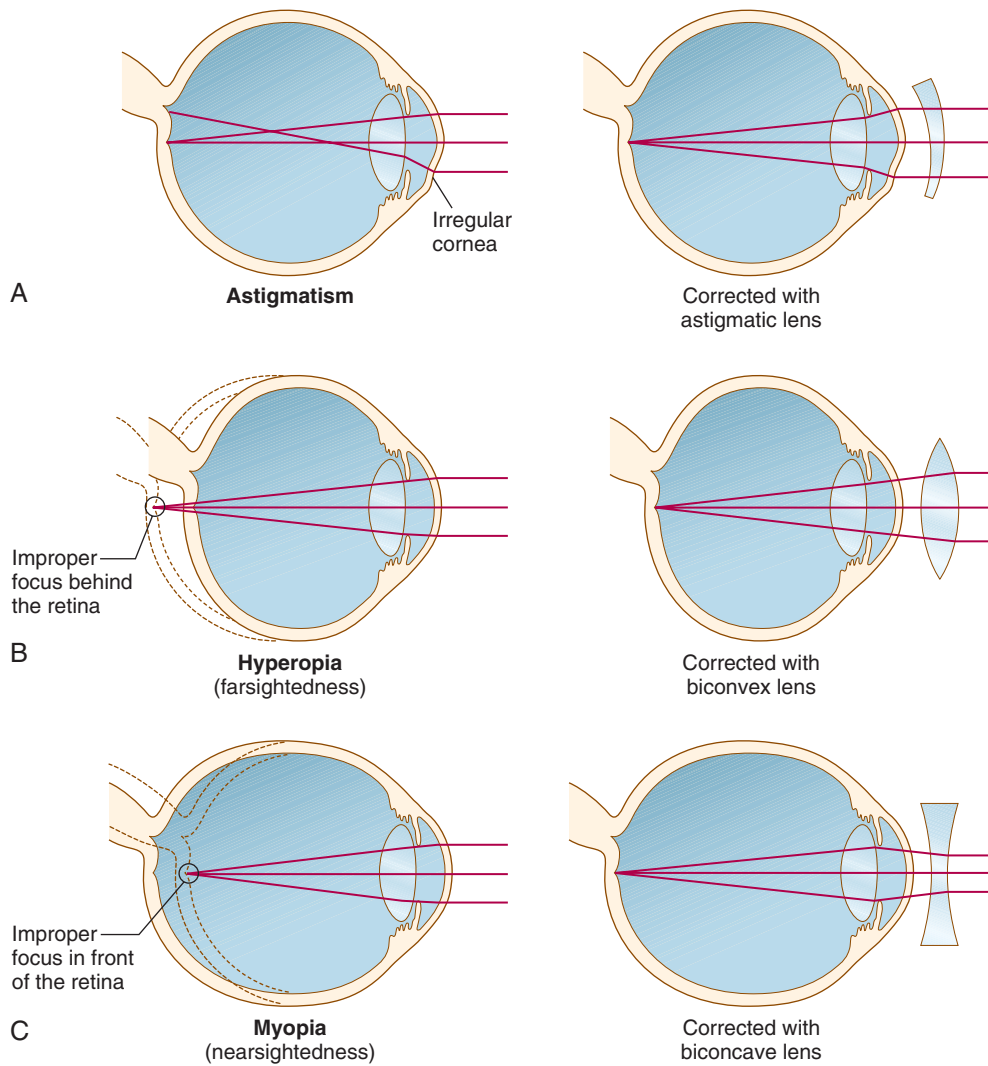 Irregular
cornea
A
Astigmatism
Corrected with
astigmatic lens
Improper
focus behind
the retina
B
Hyperopia
(farsightedness)
Corrected with
biconvex lens
Improper
focus in front
of the retina
C
Myopia
(nearsightedness)
Corrected with
biconcave lens